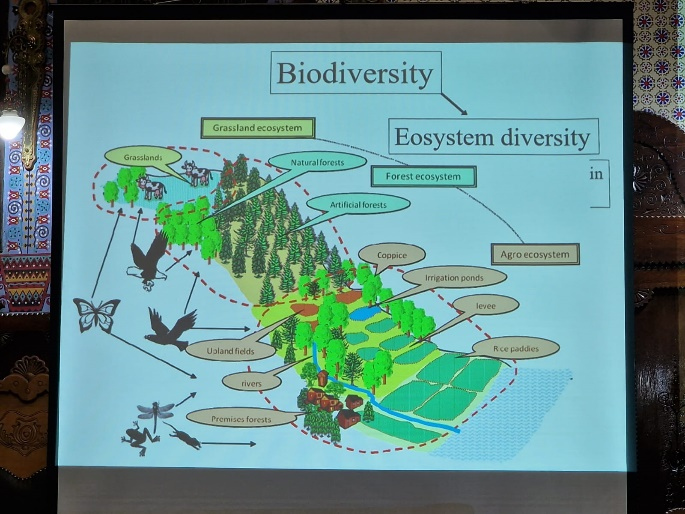 Biodiversity
Eosystem diversity
in
Grassland ecosystem
Forest ecosystem
Agro ecosystem
Grasslands
Natural forests
Artificial forests
Coppice
Irrigation ponds
levee
Rice paddies
Upland fields
rivers
Premises forests